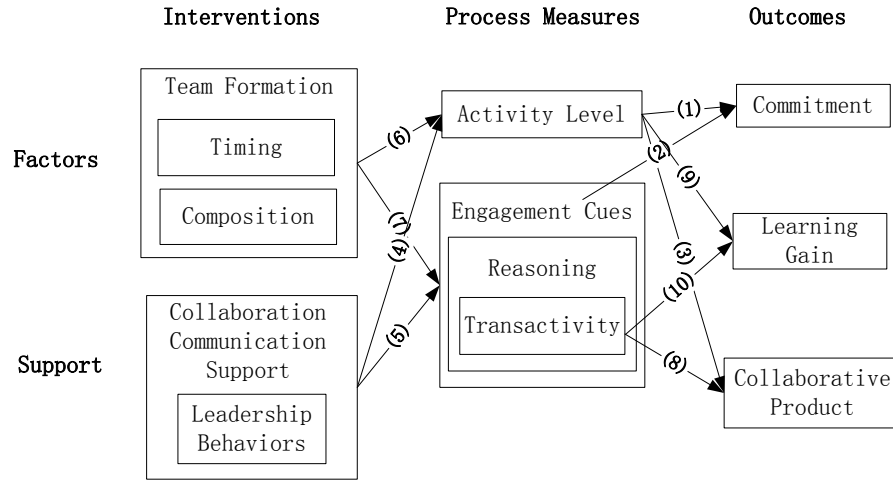 Interventions
Process Measures
Outcomes
Factors
Team Formation
Timing
Composition
Support
Collaboration
Communication
Support
Leadership
Behaviors
(6)
(7)
(4)
(5)
Activity Level
Engagement Cues
Reasoning
Transactivity
(1)
(2)
(9)
(3)
(10)
(8)
Commitment
Learning
Gain
Collaborative
Product